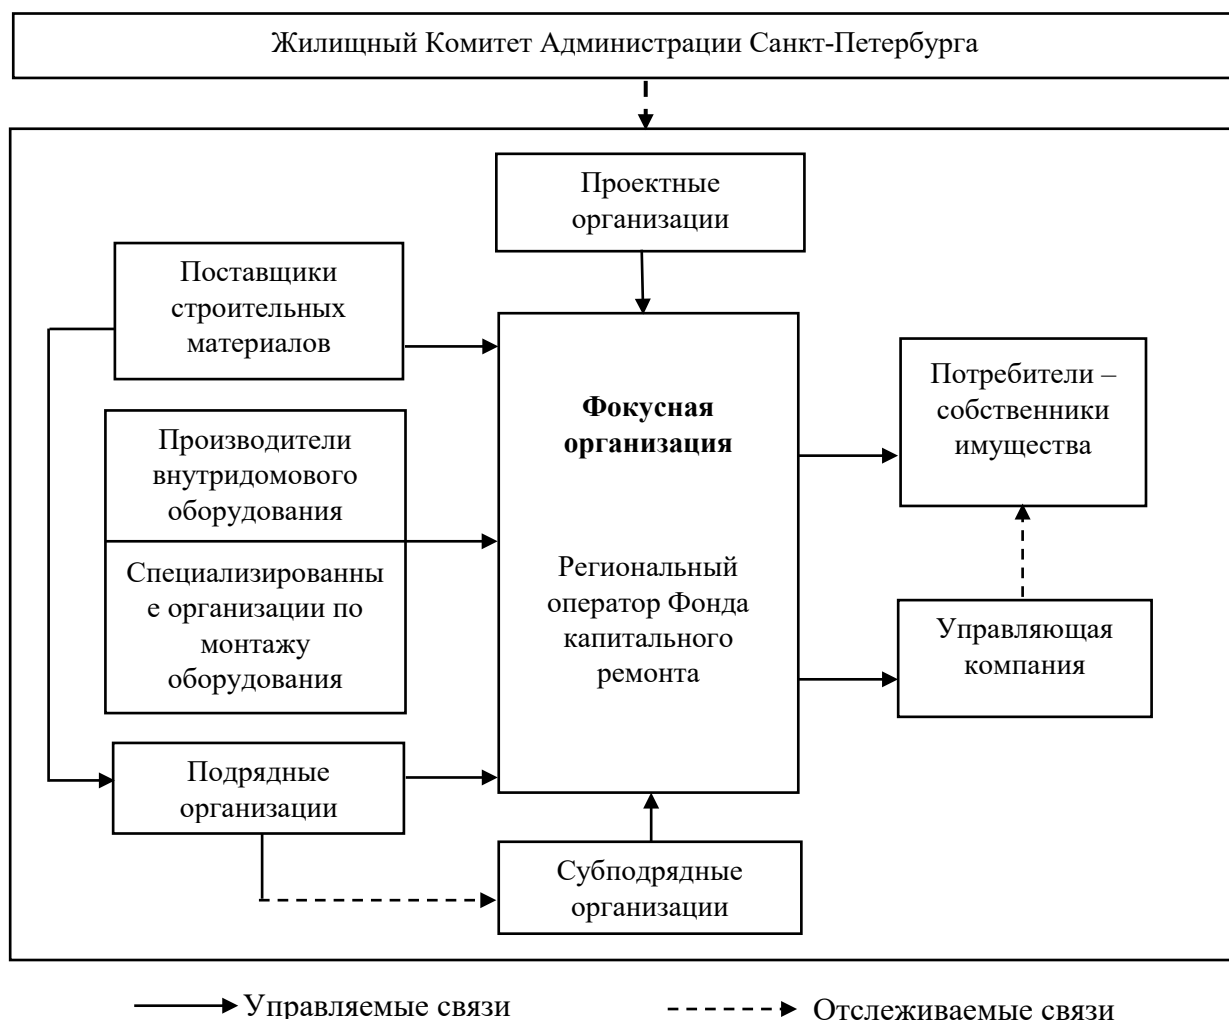 Жилищный Комитет Администрации Санкт-Петербурга
Проектные
организации
Поставщики
строительных
материалов
Производители
внутридомового
оборудования
Специализированны
е организации по
монтажу
оборудования
Подрядные
организации
Фокусная
организация
Региональный
оператор Фонда
капитального
ремонта
Субподрядные
организации
Потребители –
собственники
имущества
Управляющая
компания
Управляемые связи
Отслеживаемые связи